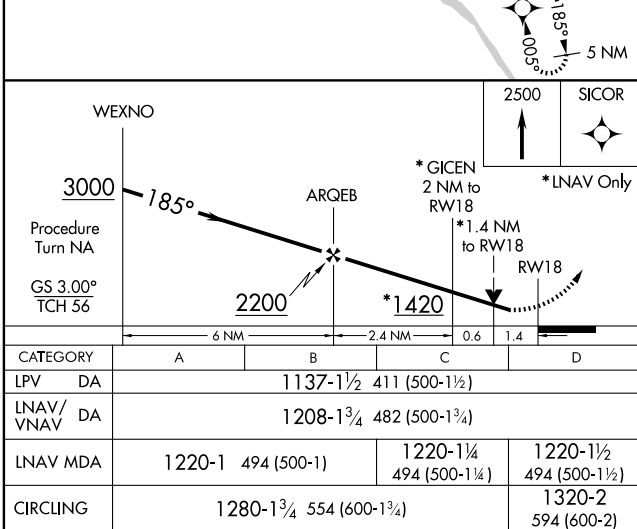 185°
005°
5 NM
2500
SICOR
WEXNO
* GICEN
2 NM to
RW18
*LNAV Only
3000
185°
ARQEB
*1.4 NM
to RW18
Procedure
Turn NA
RW18
GS 3.00°
TCH 56
2200
*1420
6 NM
2.4 NM
0.6
1.4
CATEGORY A B C D
LPV DA 1137-1½ 411 (500-1½)
LNAV/
VNAV DA 1208-1¾ 482 (500-1¾)
LNAV MDA 1220-1 494 (500-1) 1220-1¼ 1220-1½
494 (500-1¼) 494 (500-1½)
CIRCLING 1280-1¾ 554 (600-1¾) 1320-2
594 (600-2)